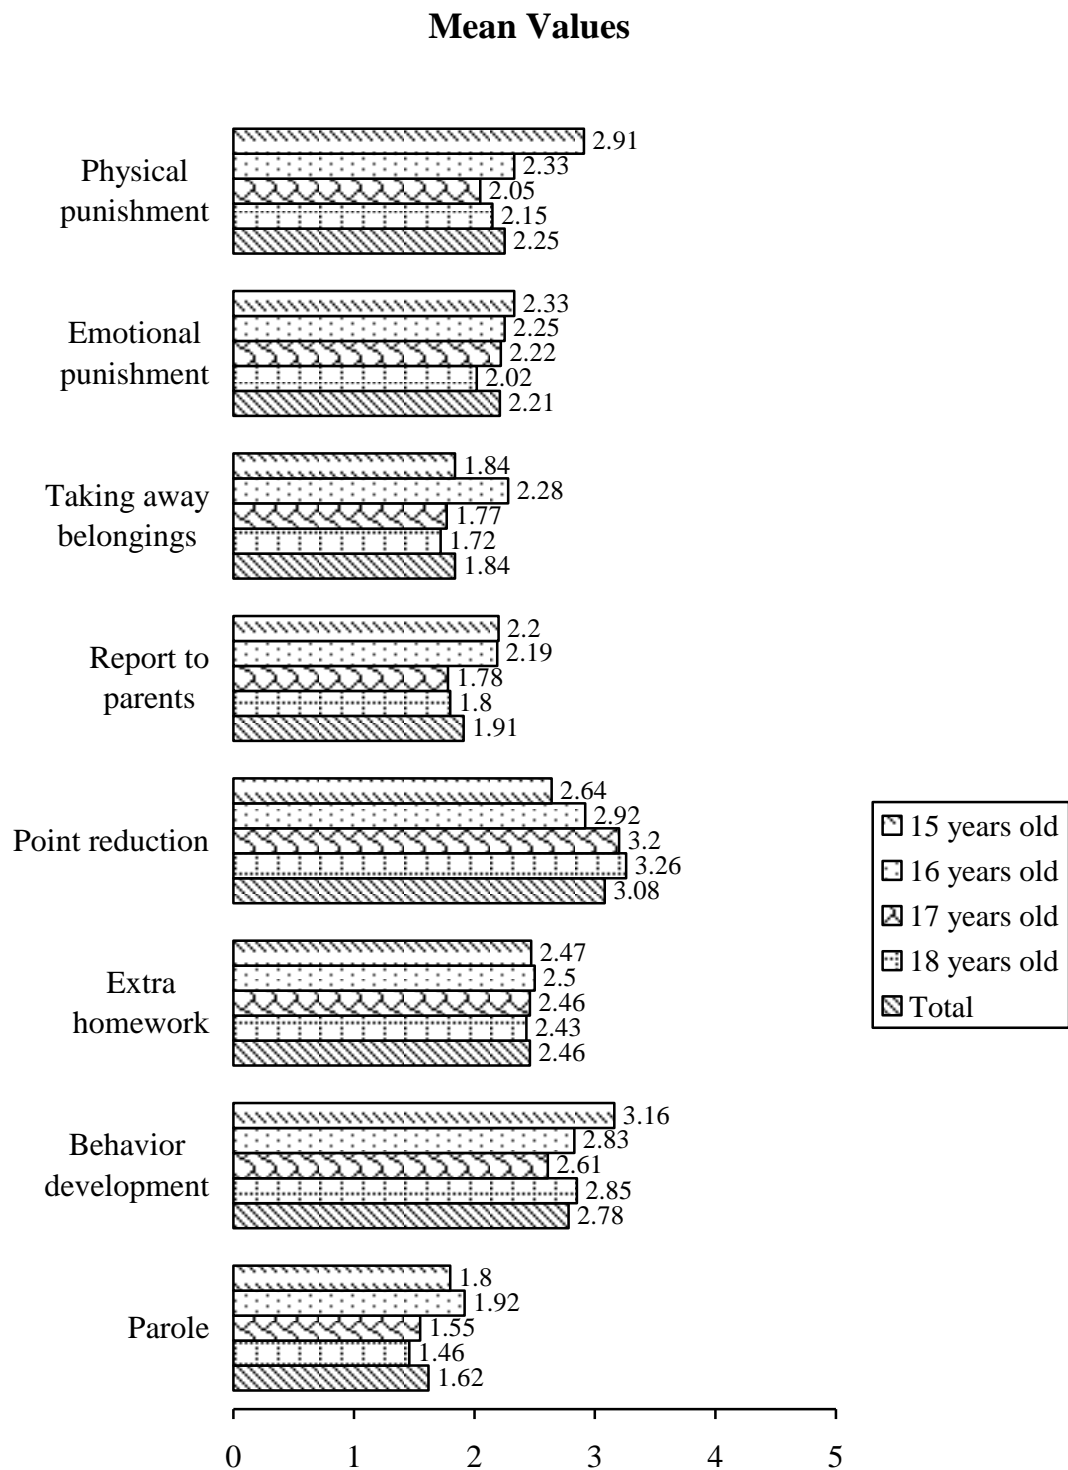 Mean Values
Physical
punishment
2.91
2.33
2.05
2.15
2.25
Emotional
punishment
2.33
2.25
2.22
2.02
2.21
Taking away
belongings
1.84
2.28
1.77
1.72
1.84
Report to
parents
2.2
2.19
1.78
1.8
1.91
Point reduction
2.64
2.92
3.2
3.26
3.08
Extra
homework
2.47
2.5
2.46
2.43
2.46
Behavior
development
3.16
2.83
2.61
2.85
2.78
Parole
1.8
1.92
1.55
1.46
1.62
0 1 2 3 4 5
15 years old
16 years old
17 years old
18 years old
Total